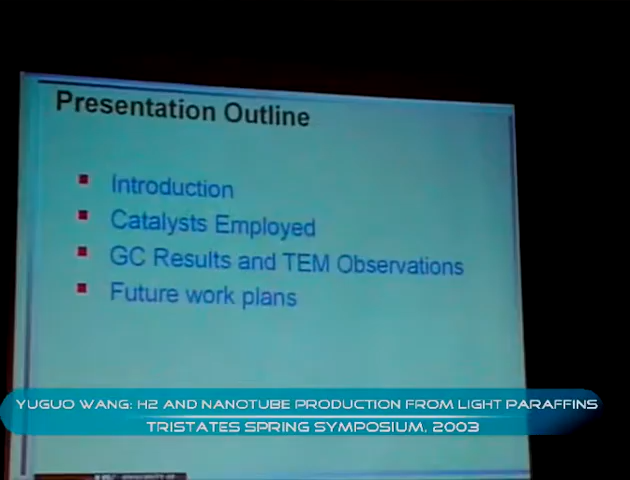 Presentation Outline
Introduction
Catalysts Employed
GC Results and TEM Observations
Future work plans
YUGUO WANG: H2 AND NANOTUBE PRODUCTION FROM LIGHT PARAFFINS
TRISTATES SPRING SYMPOSIUM, 2003